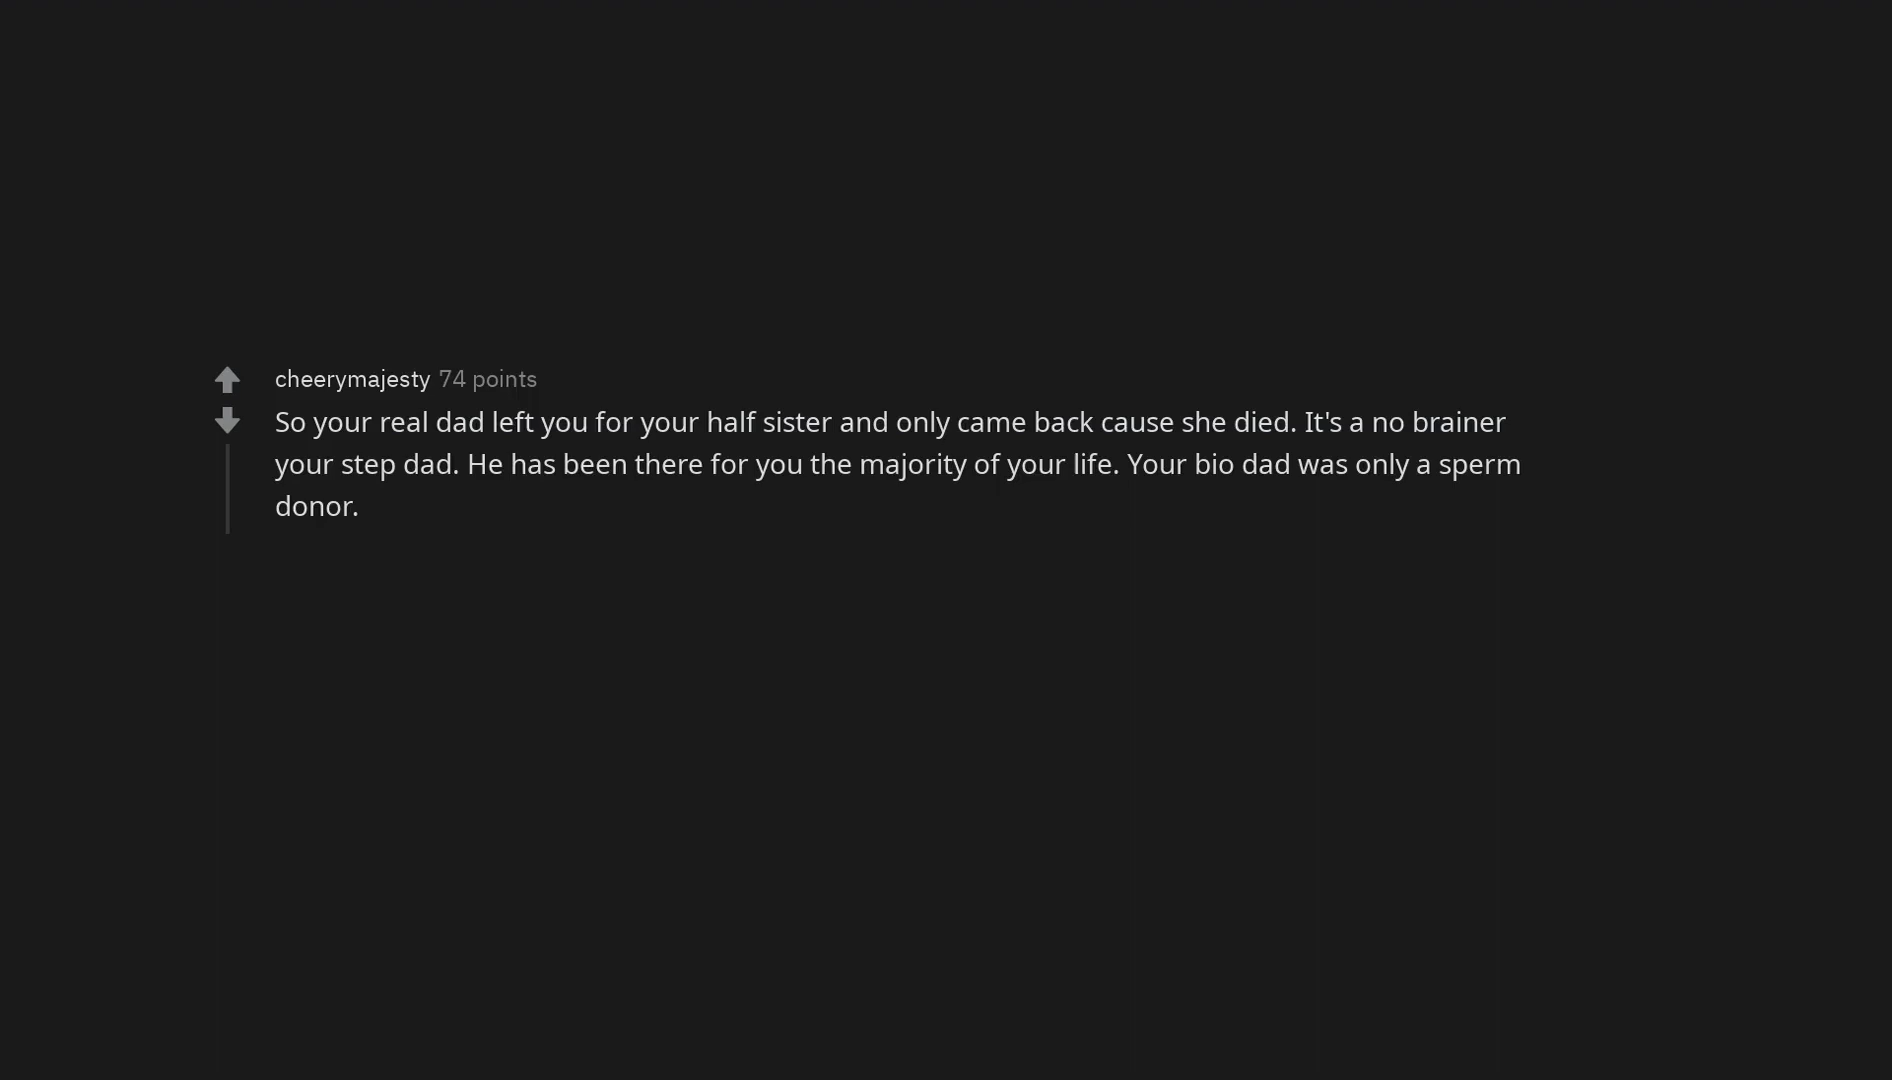 cheerymajesty 74 points
So your real dad left you for your half sister and only came back cause she died. It's a no brainer
your step dad. He has been there for you the majority of your life. Your bio dad was only a sperm
donor.